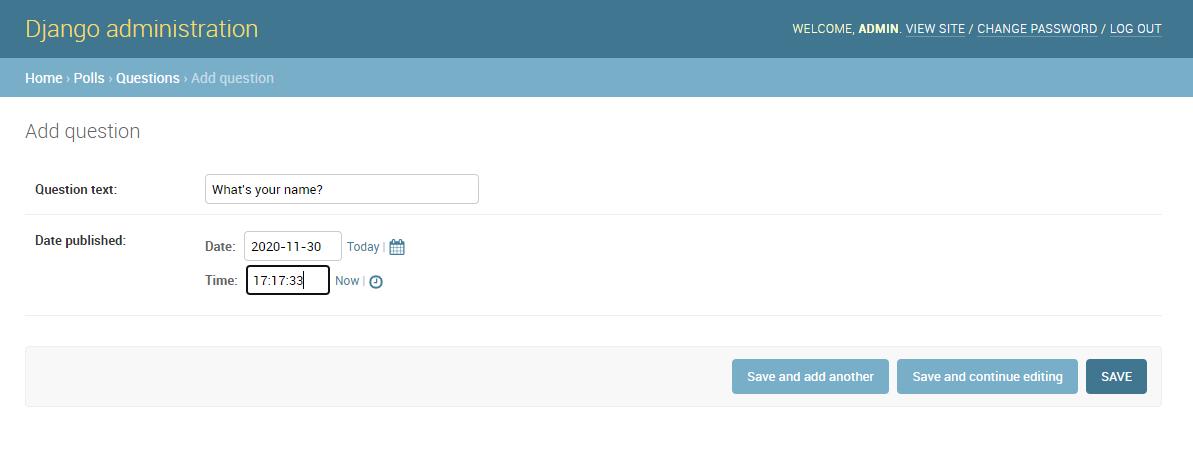 Django administration
WELCOME, ADMIN. VIEW SITE / CHANGE PASSWORD / LOG OUT
Home › Polls › Questions › Add question
Add question
Question text: What's your name?
Date published:
Date: 2020-11-30 Today |
Time: 17:17:33 Now |
Save and add another Save and continue editing SAVE